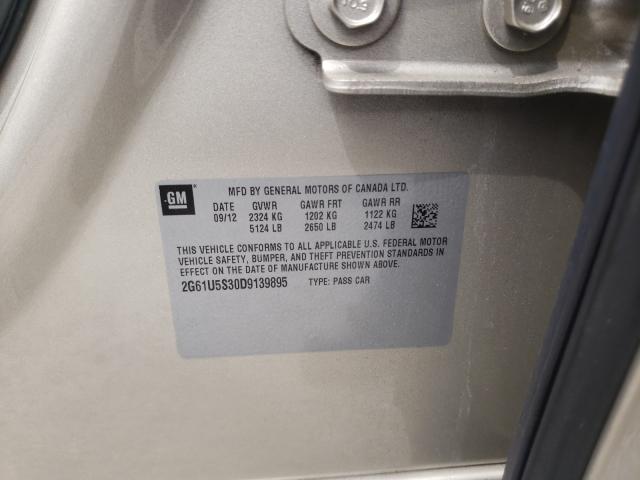 GM
MFD BY GENERAL MOTORS OF CANADA LTD.
DATE GVWR GAWR FRT GAWR RR
09/12 2324 KG 1202 KG 1122 KG
5124 LB 2650 LB 2474 LB
THIS VEHICLE CONFORMS TO ALL APPLICABLE U.S. FEDERAL MOTOR
VEHICLE SAFETY, BUMPER, AND THEFT PREVENTION STANDARDS IN
EFFECT ON THE DATE OF MANUFACTURE SHOWN ABOVE.
2G61U5S30D9139895 TYPE: PASS CAR